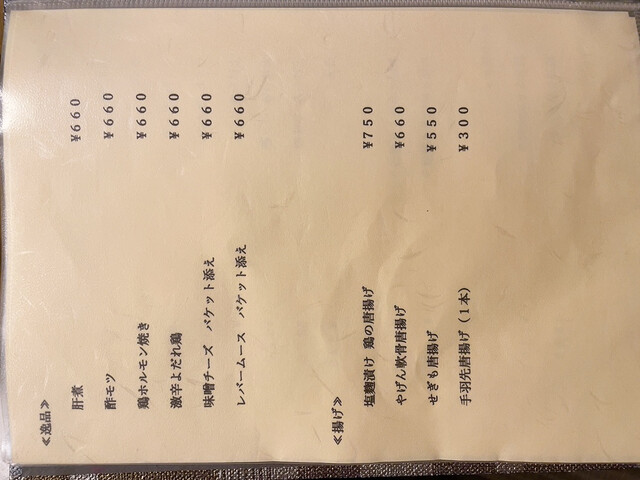 ≪逸品≫
肝煮 ¥660
酢モツ ¥660
鶏ホルモン焼き ¥660
激辛よだれ鶏 ¥660
味噌チーズ バケット添え ¥660
レバームース バケット添え ¥660
≪揚げ≫
塩麹漬け 鶏の唐揚げ ¥750
やげん軟骨唐揚げ ¥660
せぎも唐揚げ ¥550
手羽先唐揚げ（1本） ¥300